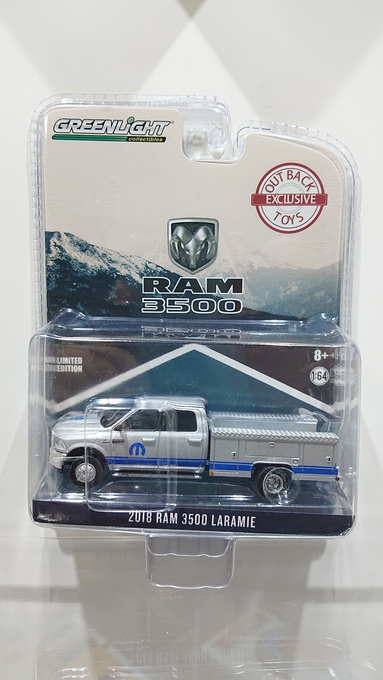 GREENLIGHT
collectibles
OUT BACK
EXCLUSIVE
TOYS
RAM
3500
LIMITED
EDITION
8+
1:64
2018 RAM 3500 LARAMIE